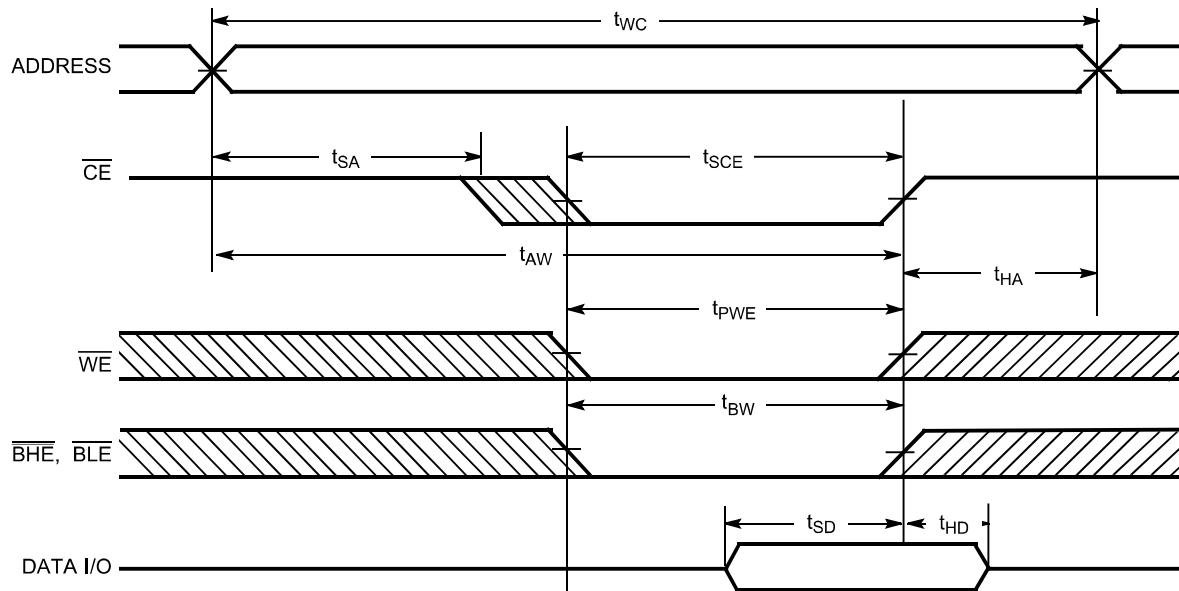 tWC
ADDRESS
tSA
tSCE
CE
tAW
tHA
tPWE
WE
tBW
BHE, BLE
tSD
tHD
DATA I/O